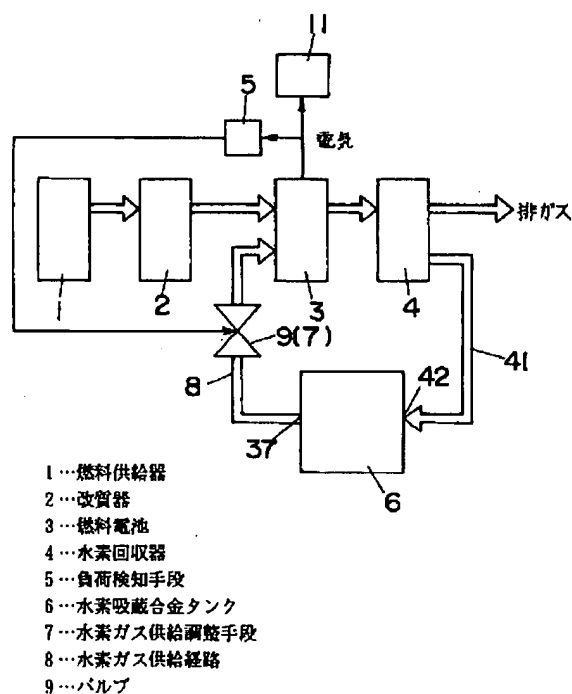 11
5
電気
排ガス
1
2
3
4
9(7)
8
41
42
37
6
1…燃料供給器
2…改質器
3…燃料電池
4…水素回収器
5…負荷検知手段
6…水素吸蔵合金タンク
7…水素ガス供給調整手段
8…水素ガス供給経路
9…バルブ